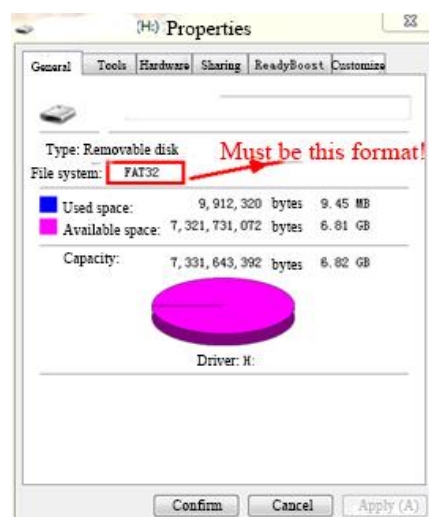 (H:) Properties
General Tools Hardware Sharing ReadyBoost Customize
Type: Removable disk
Must be this format!
File system: FAT32
Used space: 9,912,320 bytes 9.45 MB
Available space: 7,321,731,072 bytes 6.81 GB
Capacity: 7,331,643,392 bytes 6.82 GB
Driver: H:
Confirm Cancel Apply (A)